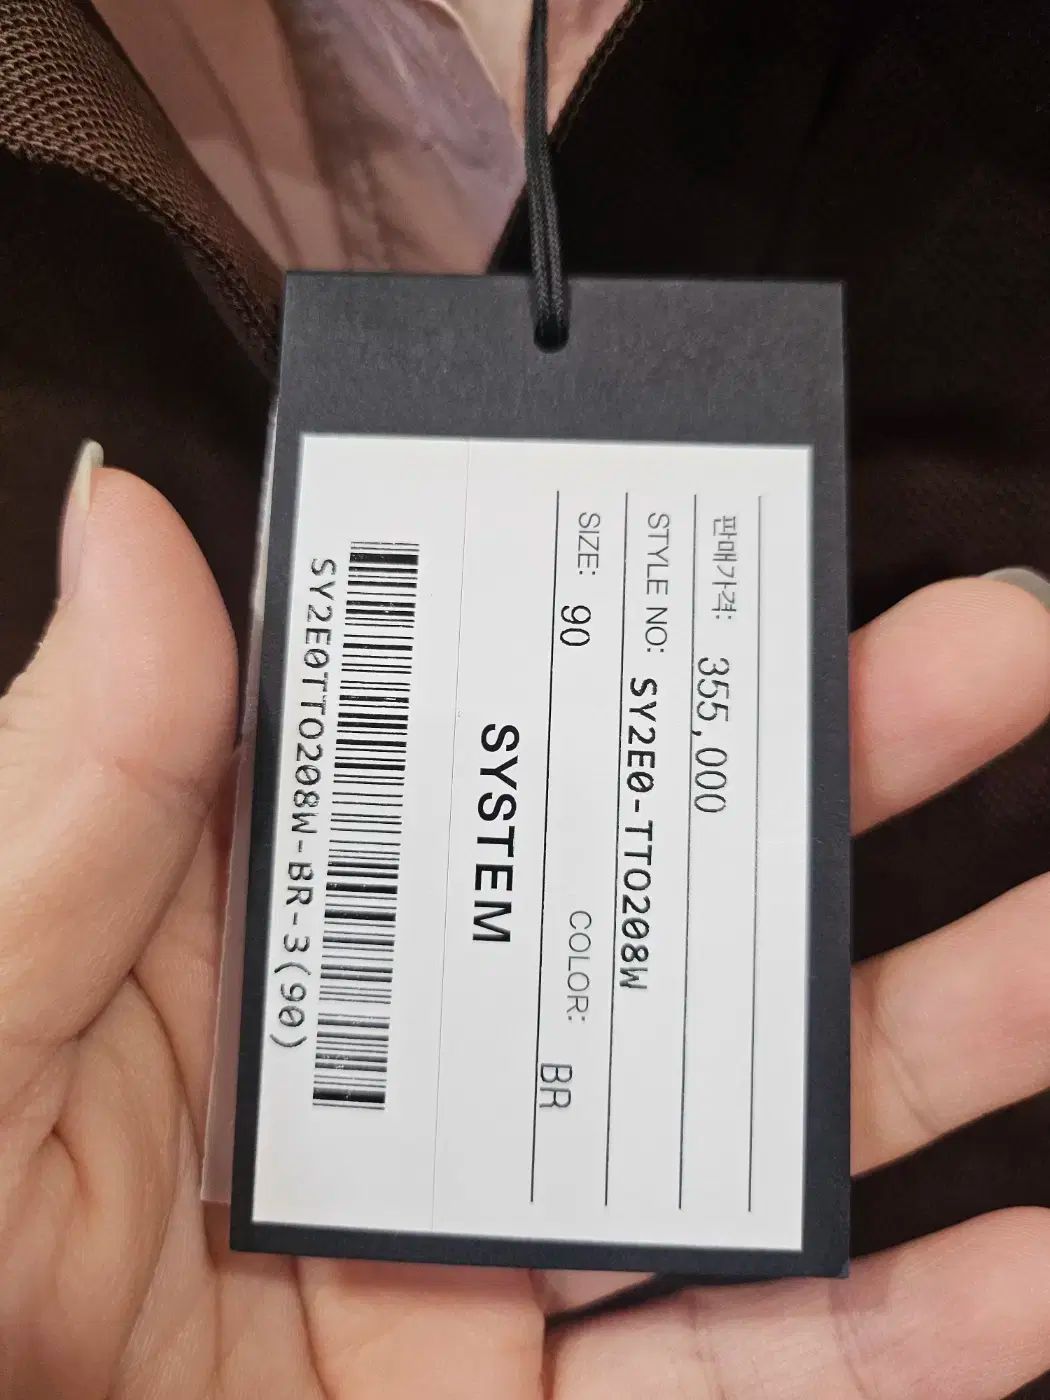 판매가격: 355,000
STYLE NO: SY2E0-TTO208W
SIZE: 90 COLOR: BR
SYSTEM
SY2E0TTO208W-BR-3(90)